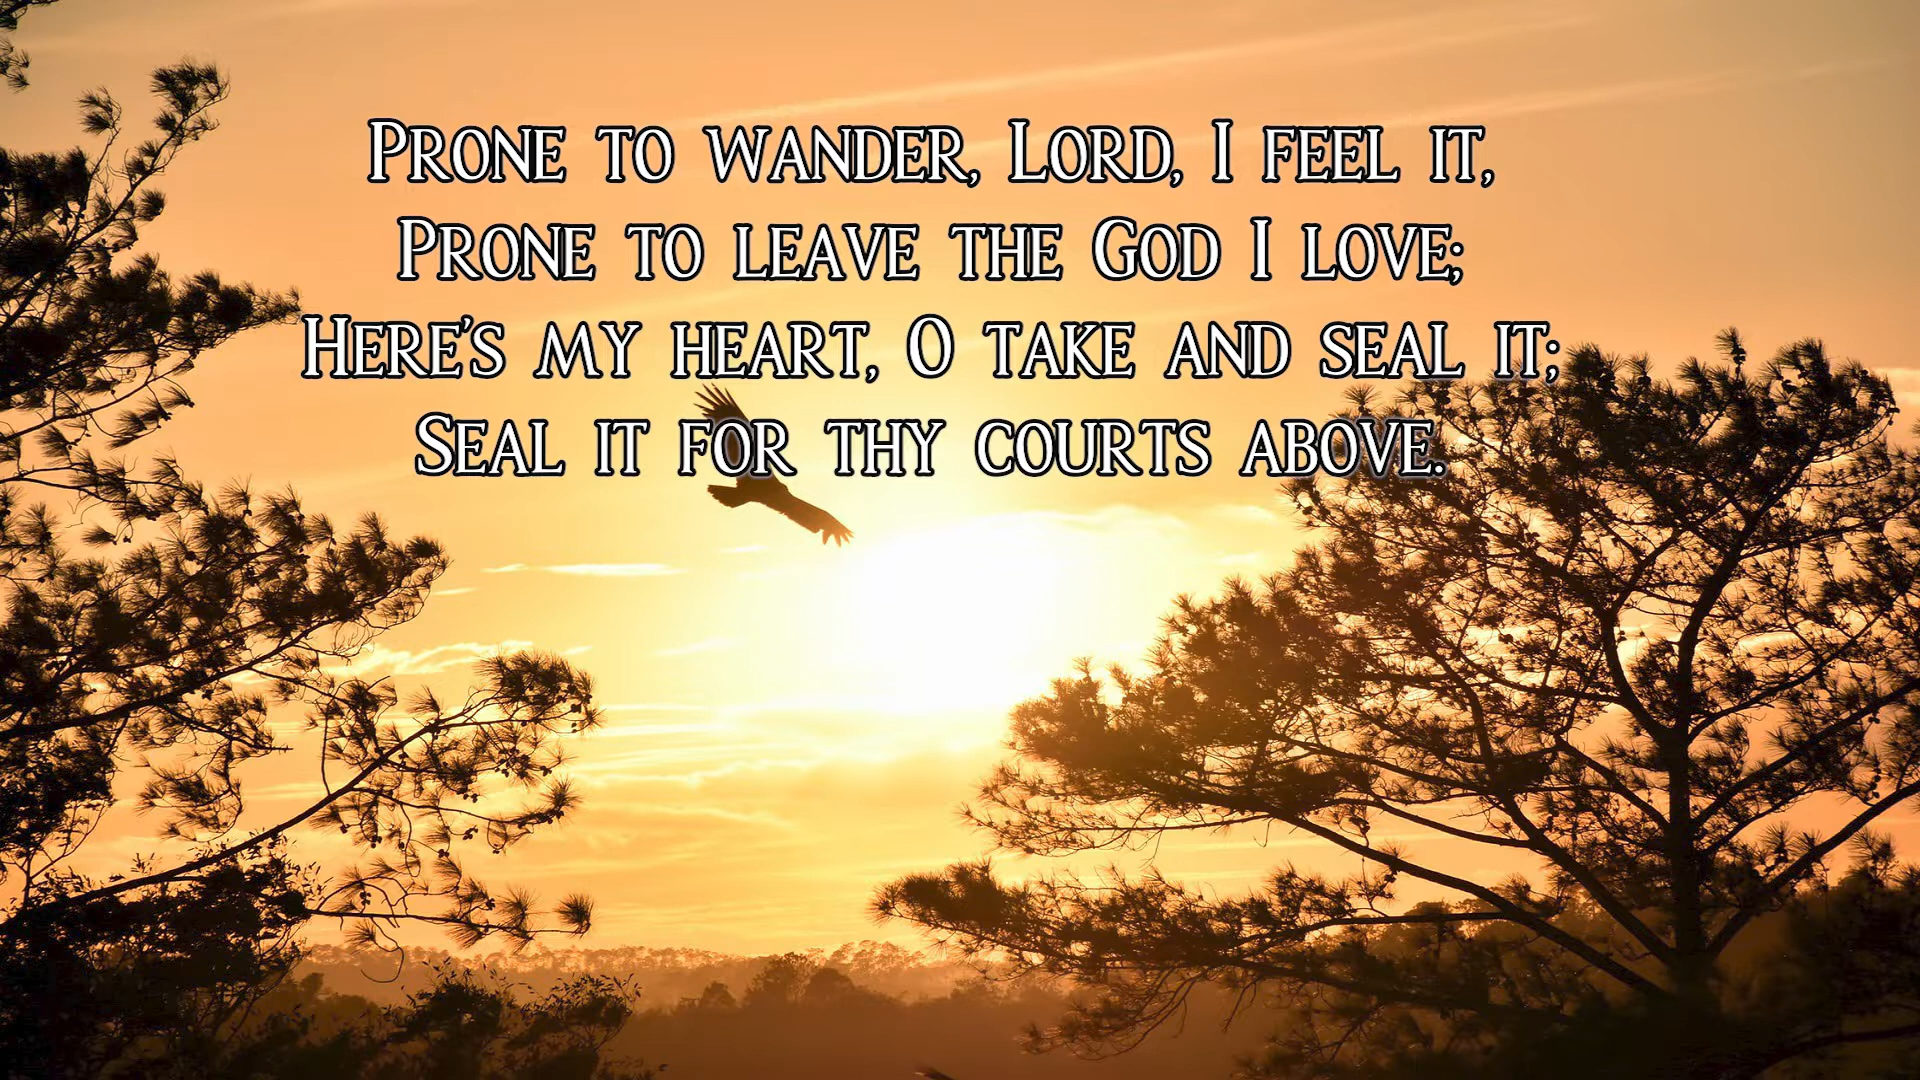 Prone to wander, Lord, I feel it,
Prone to leave the God I love;
Here's my heart, O take and seal it;
Seal it for thy courts above.